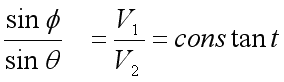 sin ϕ / sin θ = V₁ / V₂ = cons tan t